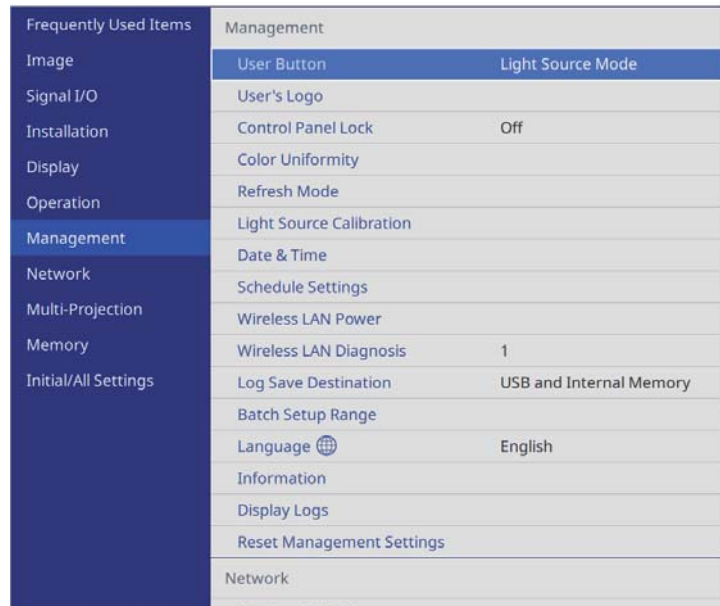 Frequently Used Items
Image
Signal I/O
Installation
Display
Operation
Management
Network
Multi-Projection
Memory
Initial/All Settings
Management
User Button Light Source Mode
User's Logo
Control Panel Lock Off
Color Uniformity
Refresh Mode
Light Source Calibration
Date & Time
Schedule Settings
Wireless LAN Power
Wireless LAN Diagnosis 1
Log Save Destination USB and Internal Memory
Batch Setup Range
Language English
Information
Display Logs
Reset Management Settings
Network